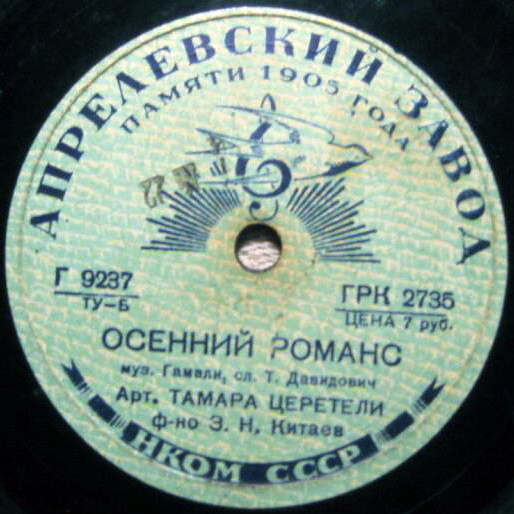 АПРЕЛЕВСКИЙ ЗАВОД
ПАМЯТИ 1905 ГОДА
Г 9237
ТУ-Б
ГРК 2735
ЦЕНА 7 руб.
ОСЕННИЙ РОМАНС
муз. Гамали, сл. Т. Давидович
Арт. ТАМАРА ЦЕРЕТЕЛИ
ф-но З. Н. Китаев
НКОМ СССР